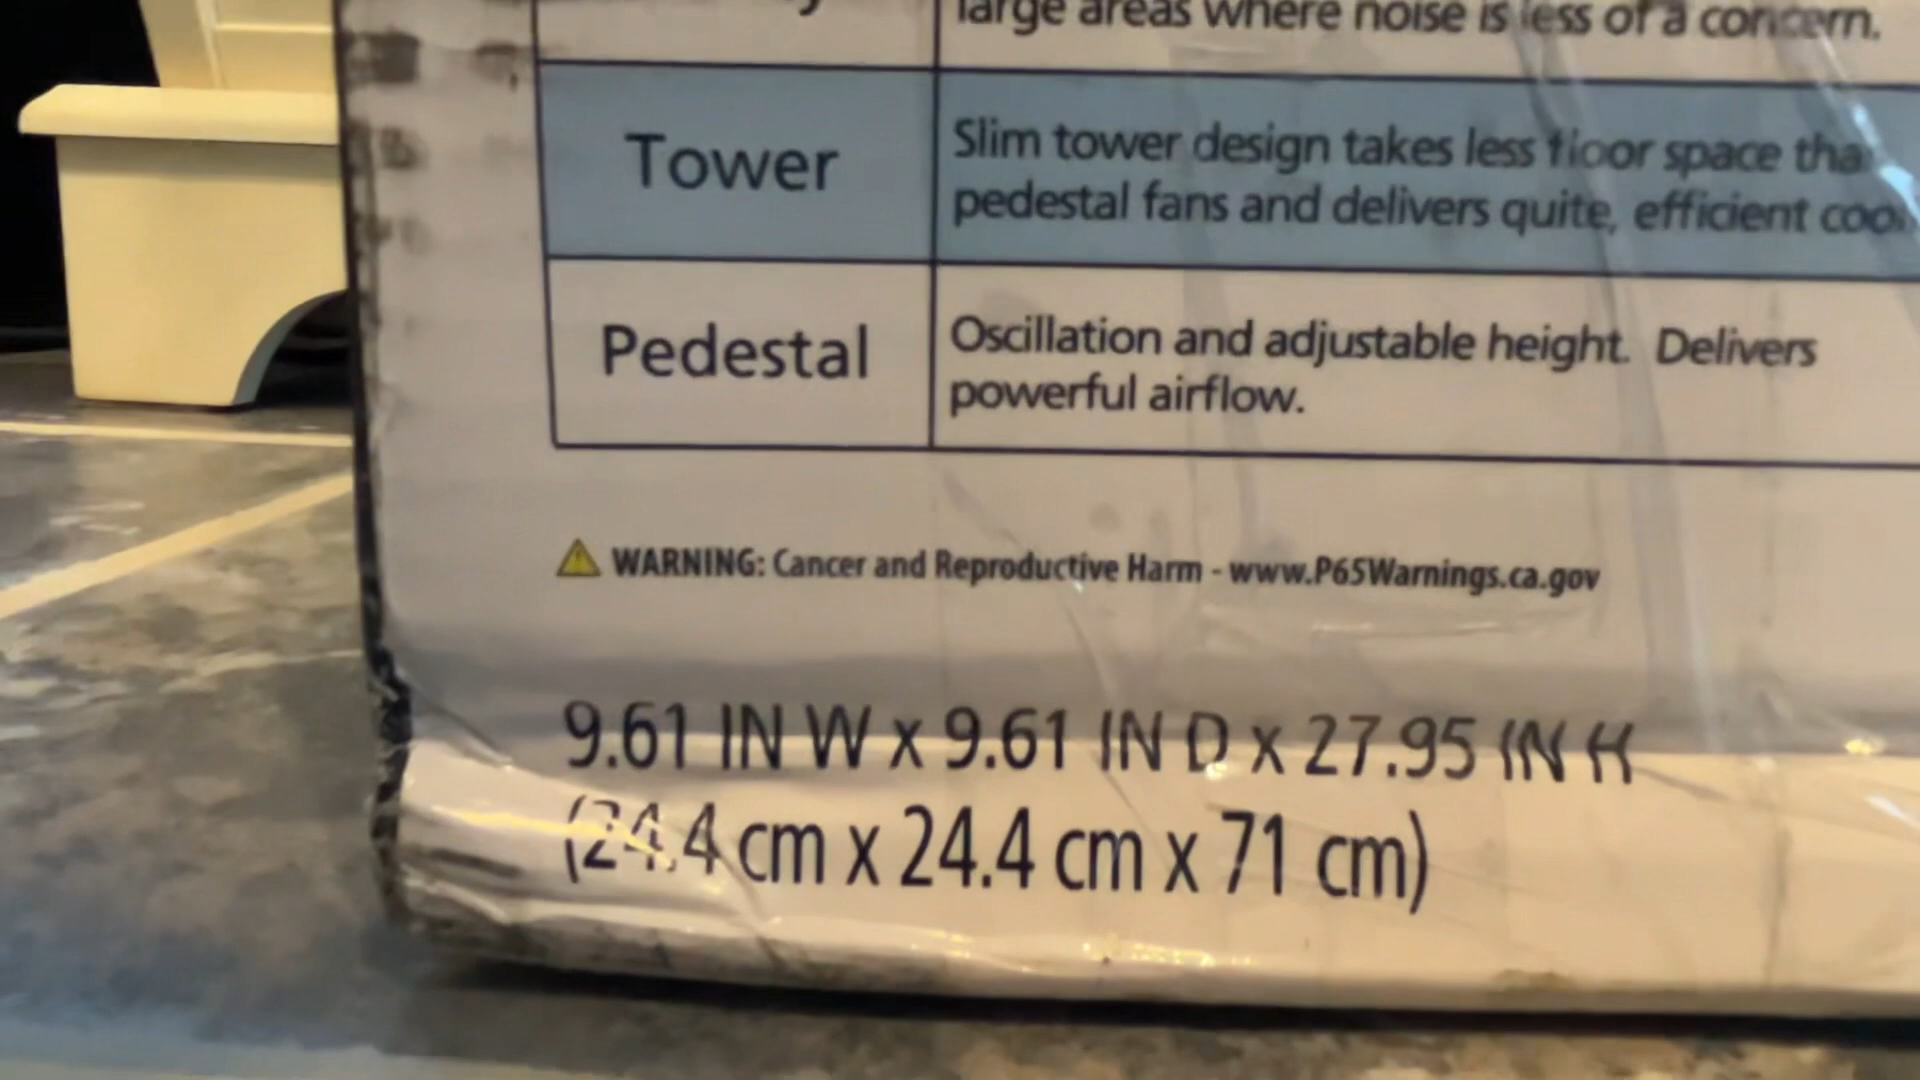 large areas where noise is less of a concern.
Tower
Slim tower design takes less floor space
pedestal fans and delivers quite, efficient
Pedestal
Oscillation and adjustable height. Delivers
powerful airflow.
WARNING: Cancer and Reproductive Harm - www.P65Warnings.ca.gov
9.61 IN W x 9.61 IN D x 27.95 IN H
(24.4 cm x 24.4 cm x 71 cm)